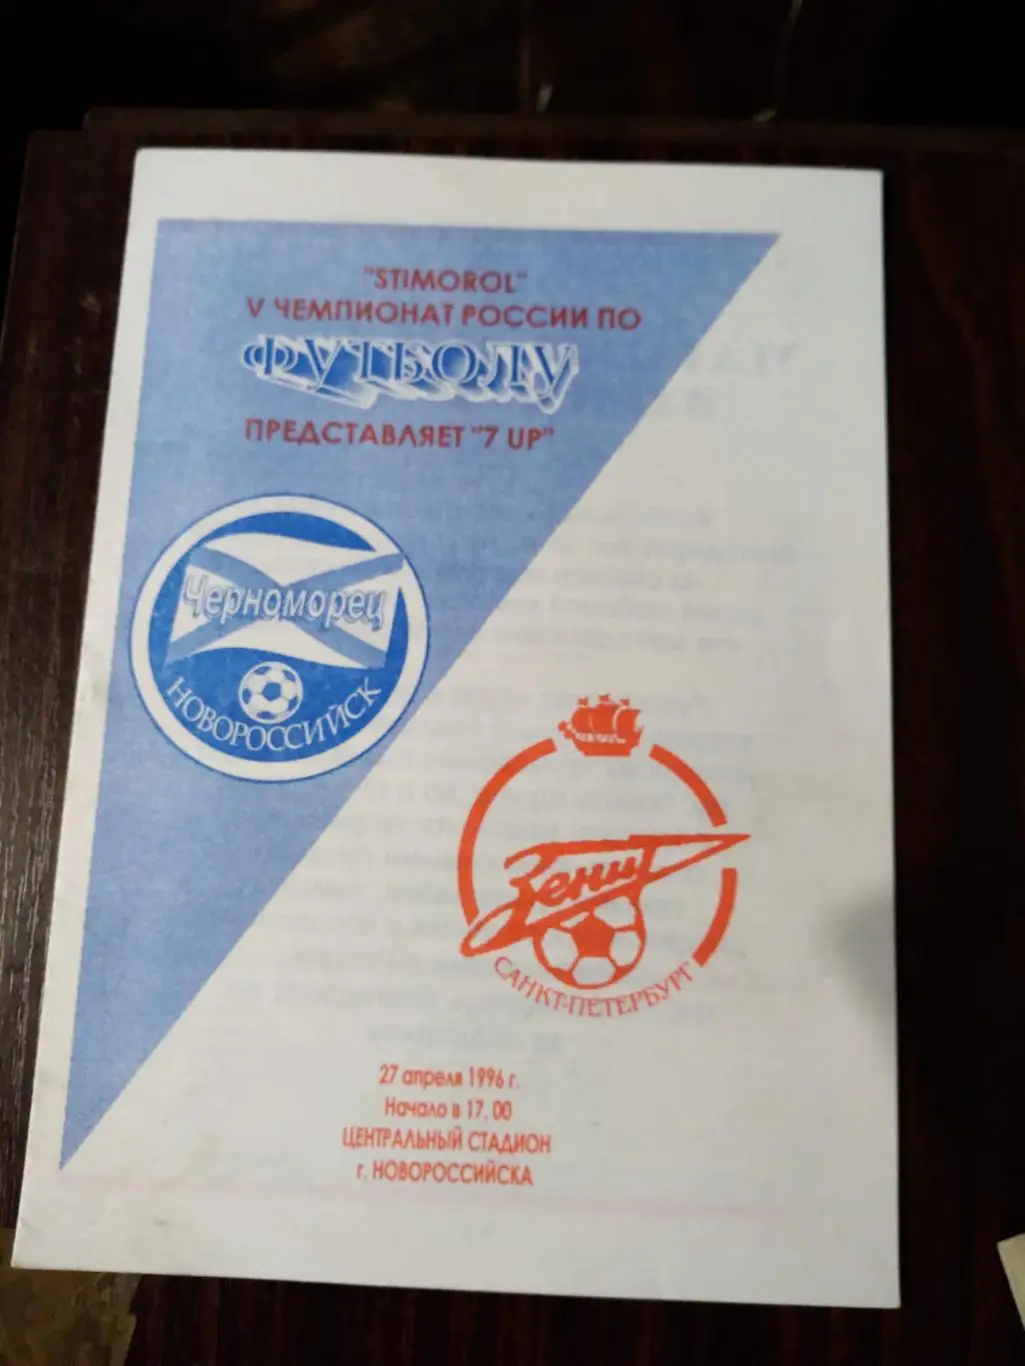 "STIMOROL"
V ЧЕМПИОНАТ РОССИИ ПО
ФУТБОЛУ
ПРЕДСТАВЛЯЕТ "7 UP"
Черноморец
НОВОРОССИЙСК
Зенит
САНКТ-ПЕТЕРБУРГ
27 апреля 1996 г.
Начало в 17.00
ЦЕНТРАЛЬНЫЙ СТАДИОН
г. НОВОРОССИЙСКА